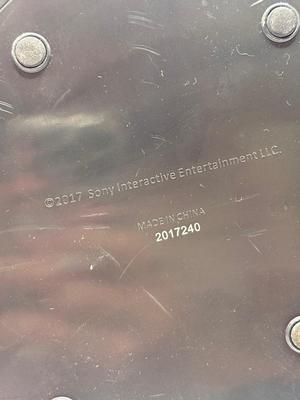 ©2017 Sony Interactive Entertainment LLC.
MADE IN CHINA
2017240